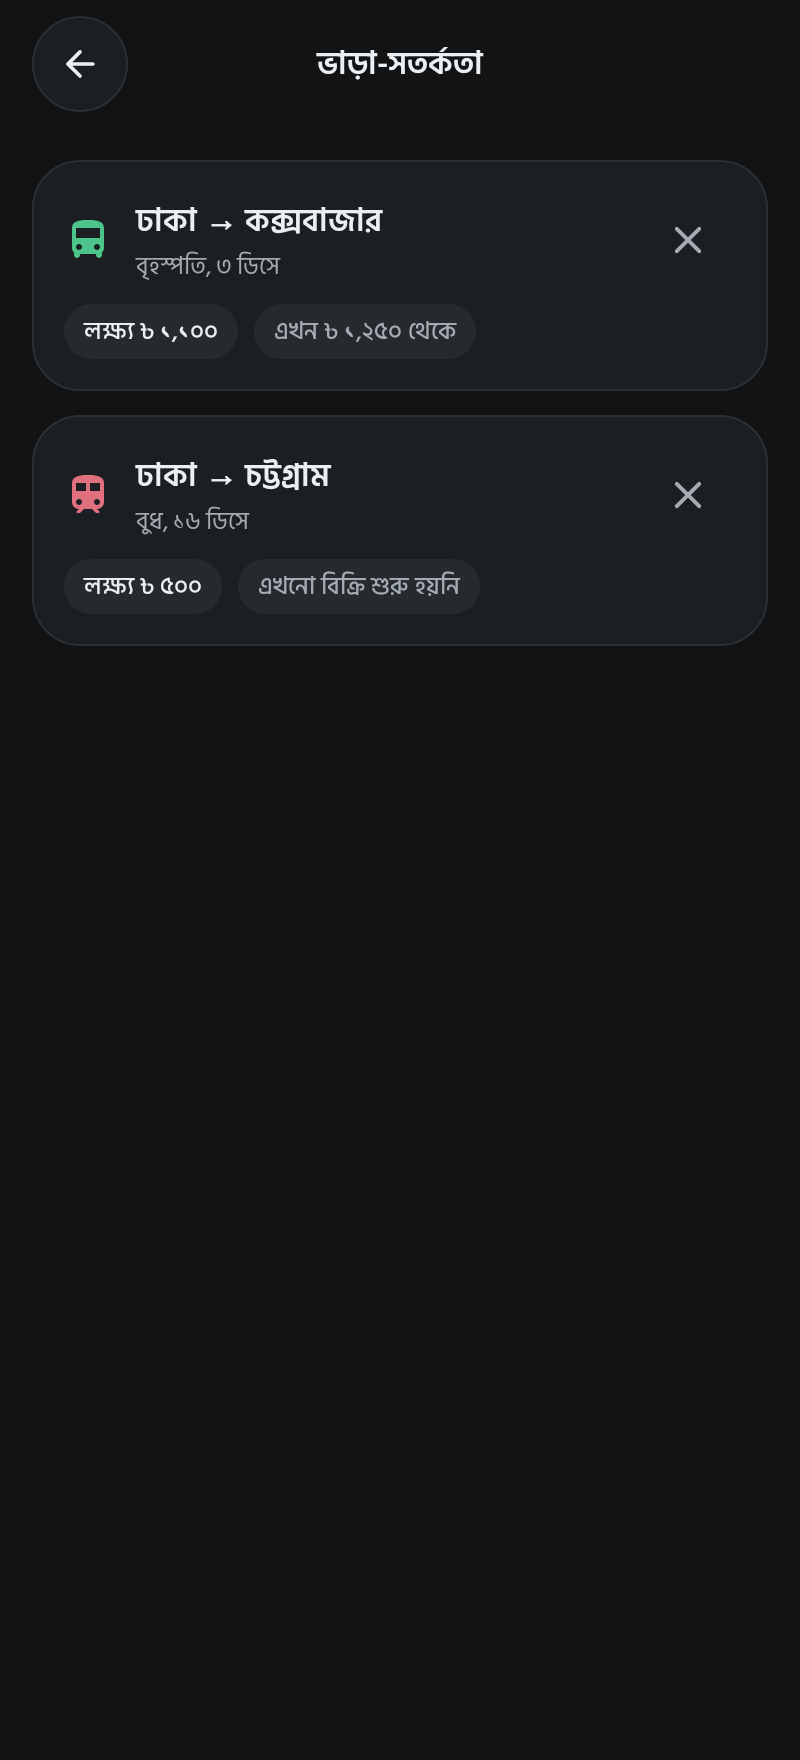 ভাড়া-সতর্কতা
ঢাকা → কক্সবাজার
বৃহস্পতি, ৩ ডিসে
লক্ষ্য ৳ ১,১০০
এখন ৳ ১,২৫০ থেকে
ঢাকা → চট্টগ্রাম
বুধ, ১৬ ডিসে
লক্ষ্য ৳ ৫০০
এখনো বিক্রি শুরু হয়নি